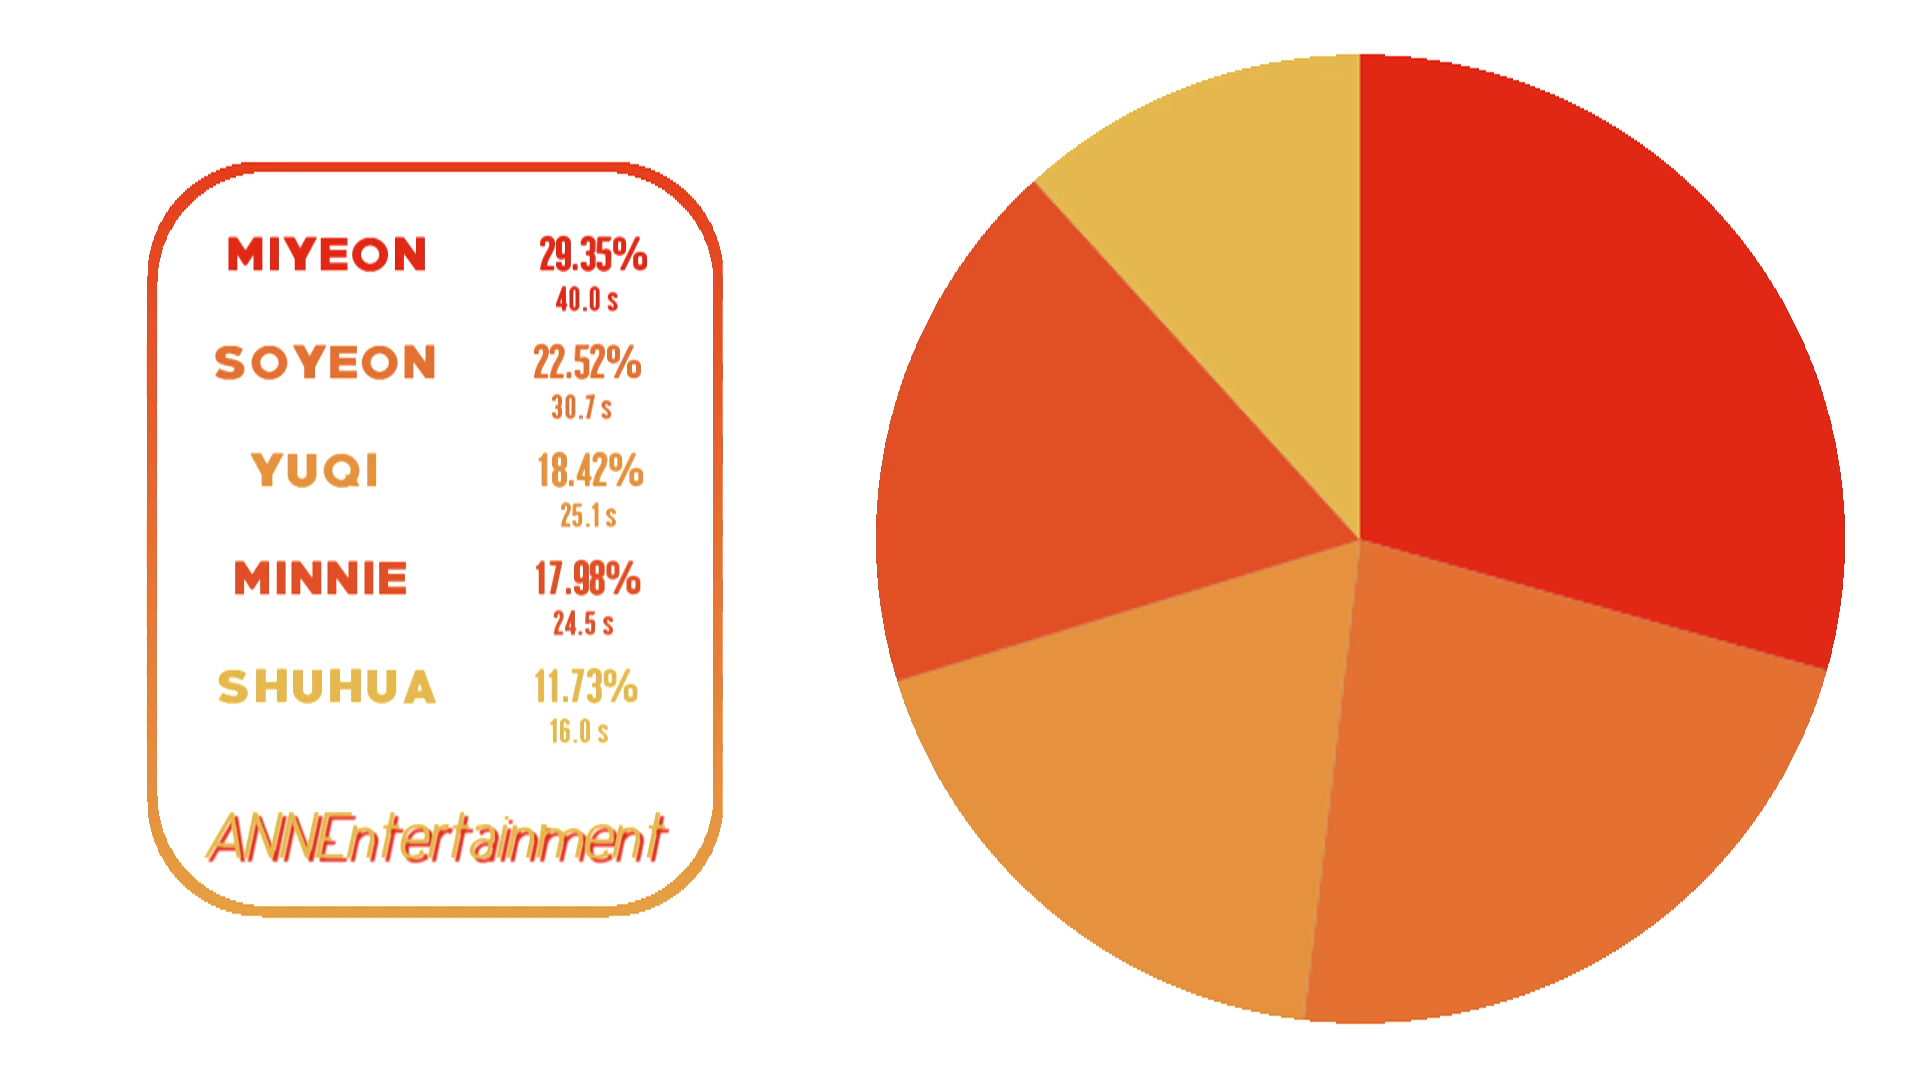 MIYEON 29.35%
40.0 s
SOYEON 22.52%
30.7 s
YUQI 18.42%
25.1 s
MINNIE 17.98%
24.5 s
SHUHUA 11.73%
16.0 s
ANNEntertainment